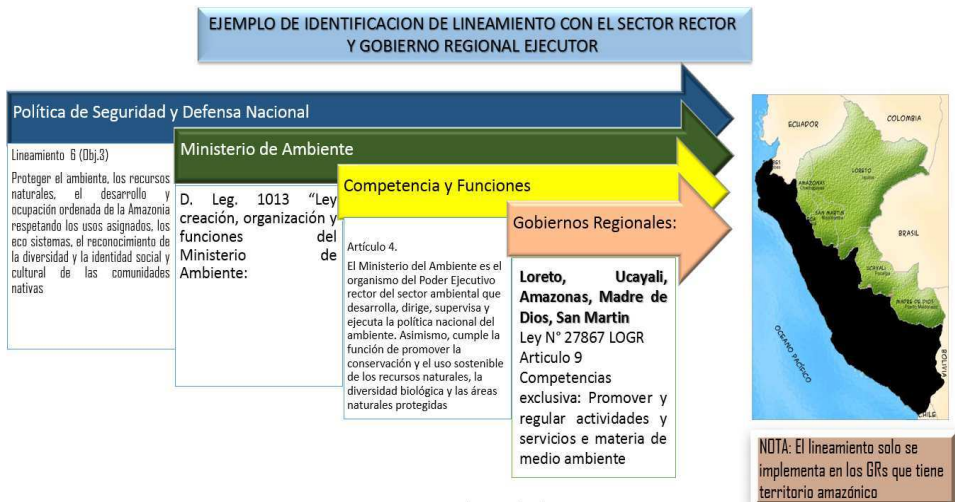 EJEMPLO DE IDENTIFICACION DE LINEAMIENTO CON EL SECTOR RECTOR
Y GOBIERNO REGIONAL EJECUTOR
Política de Seguridad y Defensa Nacional
Lineamiento 6 (Obj.3)
Proteger el ambiente, los recursos
naturales, el desarrollo y
ocupación ordenada de la Amazonia
respetando los usos asignados, los
eco sistemas, el reconocimiento de
la diversidad y la identidad social y
cultural de las comunidades
nativas
Ministerio de Ambiente
D. Leg. 1013 “Ley
creación, organización y
funciones del
Ministerio de
Ambiente:
Competencia y Funciones
Artículo 4.
El Ministerio del Ambiente es el
organismo del Poder Ejecutivo
rector del sector ambiental que
desarrolla, dirige, supervisa y
ejecuta la política nacional del
ambiente. Asimismo, cumple la
función de promover la
conservación y el uso sostenible
de los recursos naturales, la
diversidad biológica y las áreas
naturales protegidas
Gobiernos Regionales:
Loreto, Ucayali,
Amazonas, Madre de
Dios, San Martin
Ley N° 27867 LOGR
Articulo 9
Competencias
exclusiva: Promover y
regular actividades y
servicios e materia de
medio ambiente
ECUADOR
COLOMBIA
LORETO
AMAZONAS
SAN MARTIN
BRASIL
UCAYALI
MADRE DE DIOS
OCEANO PACÍFICO
BOLIVIA
CHILE
NOTA: El lineamiento solo se
implementa en los GRs que tiene
territorio amazónico